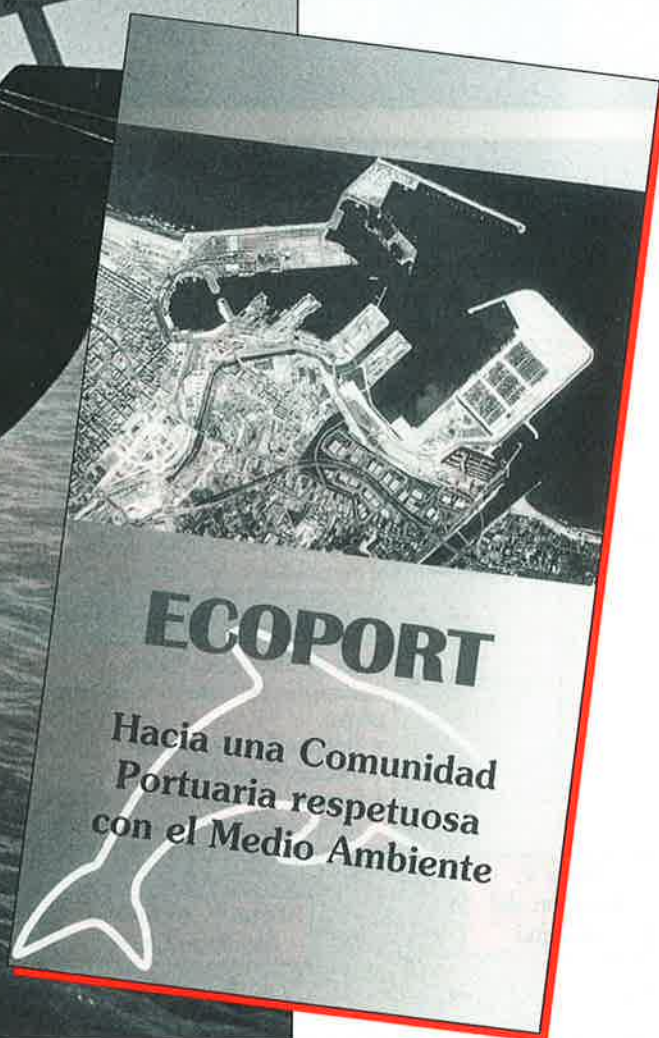 ECOPORT
Hacia una Comunidad
Portuaria respetuosa
con el Medio Ambiente